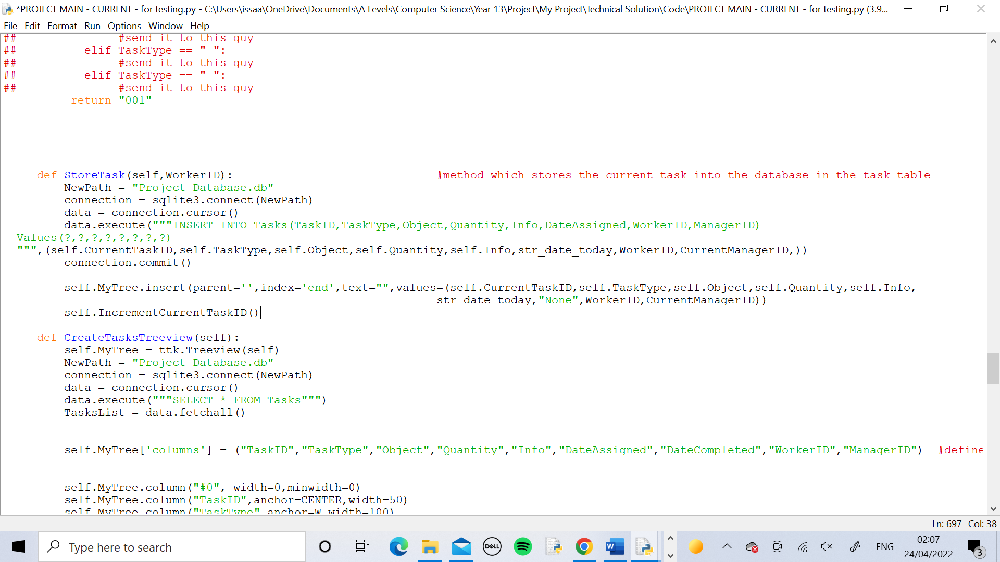 *PROJECT MAIN - CURRENT - for testing.py - C:\Users\issaa\OneDrive\Documents\A Levels\Computer Science\Year 13\Project\My Project\Technical Solution\Code\PROJECT MAIN - CURRENT - for testing.py (3.9...
File Edit Format Run Options Window Help
## #send it to this guy
## elif TaskType == " ":
## #send it to this guy
## elif TaskType == " ":
## #send it to this guy
return "001"
def StoreTask(self,WorkerID): #method which stores the current task into the database in the task table
NewPath = "Project Database.db"
connection = sqlite3.connect(NewPath)
data = connection.cursor()
data.execute("""INSERT INTO Tasks(TaskID,TaskType,Object,Quantity,Info,DateAssigned,WorkerID,ManagerID)
Values(?,?,?,?,?,?,?,?)
""",(self.CurrentTaskID,self.TaskType,self.Object,self.Quantity,self.Info,str_date_today,WorkerID,CurrentManagerID,))
connection.commit()
self.MyTree.insert(parent='',index='end',text="",values=(self.CurrentTaskID,self.TaskType,self.Object,self.Quantity,self.Info,
str_date_today,"None",WorkerID,CurrentManagerID))
self.IncrementCurrentTaskID()
def CreateTasksTreeview(self):
self.MyTree = ttk.Treeview(self)
NewPath = "Project Database.db"
connection = sqlite3.connect(NewPath)
data = connection.cursor()
data.execute("""SELECT * FROM Tasks""")
TasksList = data.fetchall()
self.MyTree['columns'] = ("TaskID","TaskType","Object","Quantity","Info","DateAssigned","DateCompleted","WorkerID","ManagerID") #define
self.MyTree.column("#0", width=0,minwidth=0)
self.MyTree.column("TaskID",anchor=CENTER,width=50)
self.MyTree.column("TaskType",anchor=W,width=100)
Ln: 697 Col: 38
Type here to search
DELL
W
ENG
02:07
24/04/2022
3